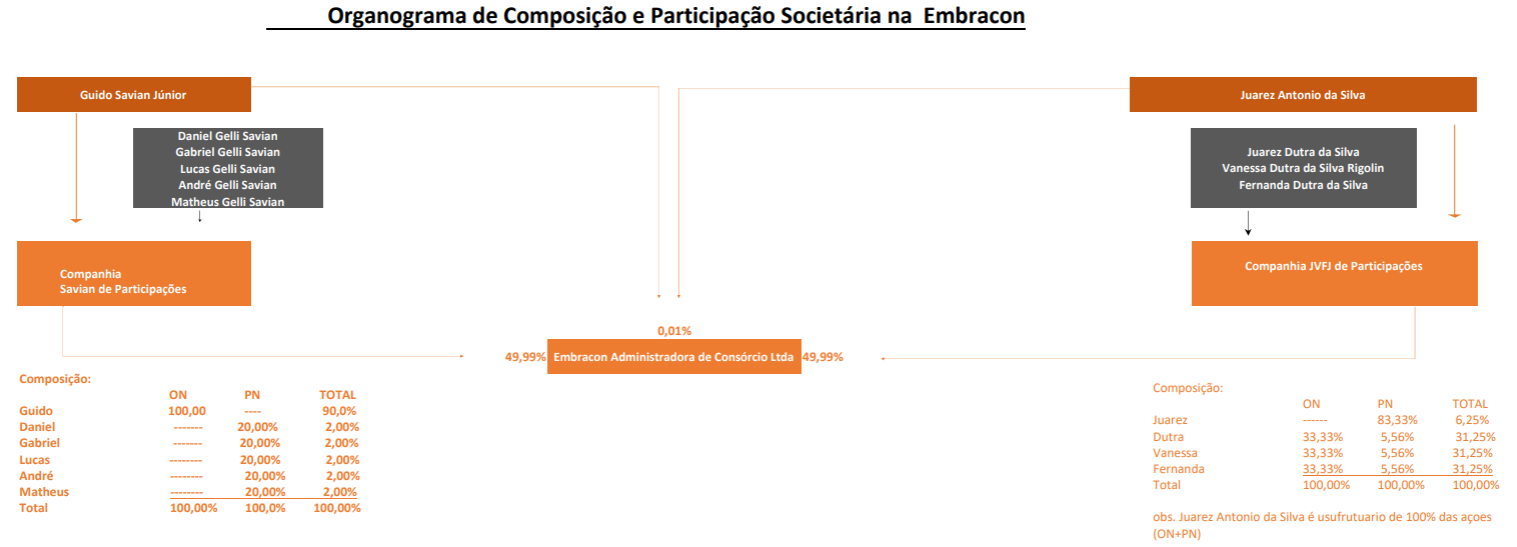 Organograma de Composição e Participação Societária na Embracon
Guido Savian Júnior
Juarez Antonio da Silva
Daniel Gelli Savian
Gabriel Gelli Savian
Lucas Gelli Savian
André Gelli Savian
Matheus Gelli Savian
Juarez Dutra da Silva
Vanessa Dutra da Silva Rigolin
Fernanda Dutra da Silva
Companhia
Savian de Participações
Companhia JVFJ de Participações
0,01%
49,99% Embracon Administradora de Consórcio Ltda 49,99%
Composição:
ON PN TOTAL
Guido 100,00 ---- 90,0%
Daniel ------- 20,00% 2,00%
Gabriel ------- 20,00% 2,00%
Lucas -------- 20,00% 2,00%
André -------- 20,00% 2,00%
Matheus -------- 20,00% 2,00%
Total 100,00% 100,0% 100,00%
Composição:
ON PN TOTAL
Juarez ------ 83,33% 6,25%
Dutra 33,33% 5,56% 31,25%
Vanessa 33,33% 5,56% 31,25%
Fernanda 33,33% 5,56% 31,25%
Total 100,00% 100,00% 100,00%
obs. Juarez Antonio da Silva é usufrutuario de 100% das açoes
(ON+PN)